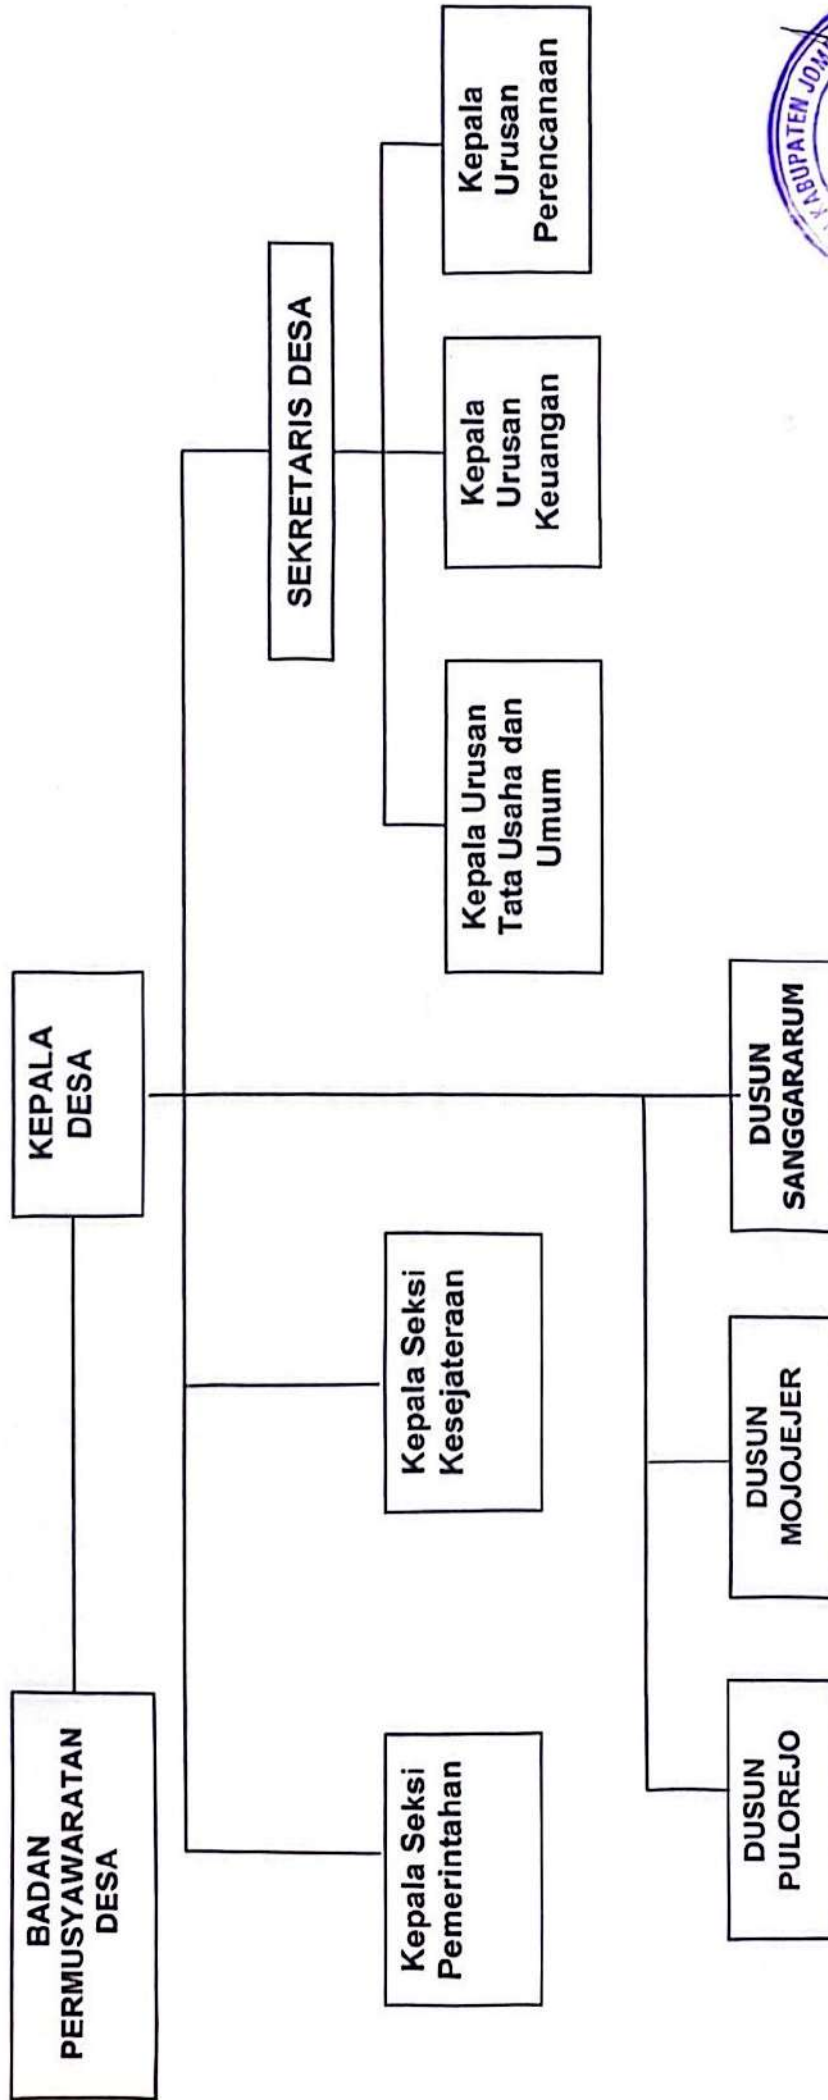 BADAN
PERMUSYAWARATAN
DESA
KEPALA
DESA
SEKRETARIS DESA
Kepala Seksi
Pemerintahan
Kepala Seksi
Kesejateraan
Kepala Urusan
Tata Usaha dan
Umum
Kepala
Urusan
Keuangan
Kepala
Urusan
Perencanaan
DUSUN
PULOREJO
DUSUN
MOJOJEJER
DUSUN
SANGGARARUM
KABUPATEN